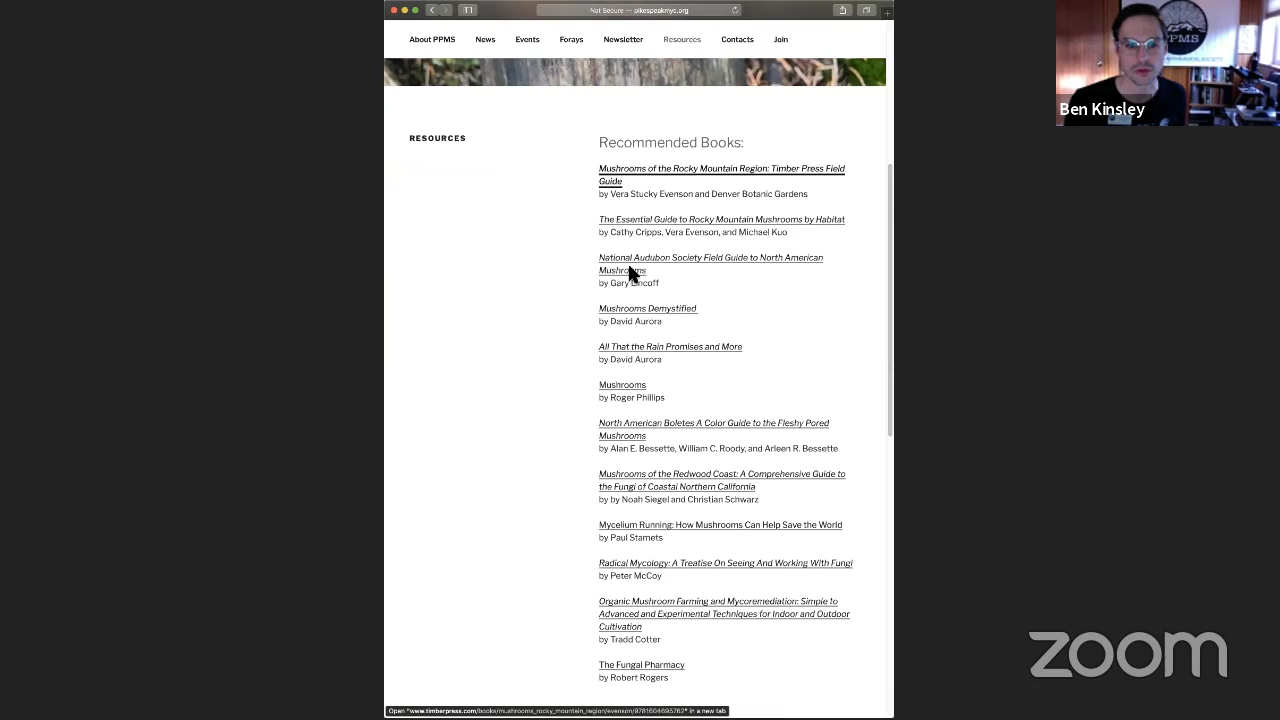 Not Secure — pikespeakmyc.org
About PPMS News Events Forays Newsletter Resources Contacts Join
PPMS
Ben Kinsley
RESOURCES
Recommended Books:
Mushrooms of the Rocky Mountain Region: Timber Press Field
Guide
by Vera Stucky Evenson and Denver Botanic Gardens
The Essential Guide to Rocky Mountain Mushrooms by Habitat
by Cathy Cripps, Vera Evenson, and Michael Kuo
National Audubon Society Field Guide to North American
Mushrooms
by Gary Lincoff
Mushrooms Demystified
by David Aurora
All That the Rain Promises and More
by David Aurora
Mushrooms
by Roger Phillips
North American Boletes A Color Guide to the Fleshy Pored
Mushrooms
by Alan E. Bessette, William C. Roody, and Arleen R. Bessette
Mushrooms of the Redwood Coast: A Comprehensive Guide to
the Fungi of Coastal Northern California
by by Noah Siegel and Christian Schwarz
Mycelium Running: How Mushrooms Can Help Save the World
by Paul Stamets
Radical Mycology: A Treatise On Seeing And Working With Fungi
by Peter McCoy
Organic Mushroom Farming and Mycoremediation: Simple to
Advanced and Experimental Techniques for Indoor and Outdoor
Cultivation
by Tradd Cotter
The Fungal Pharmacy
by Robert Rogers
zoom
Open "www.timberpress.com/books/mushrooms_rocky_mountain_region/evenson/9781604695762" in a new tab